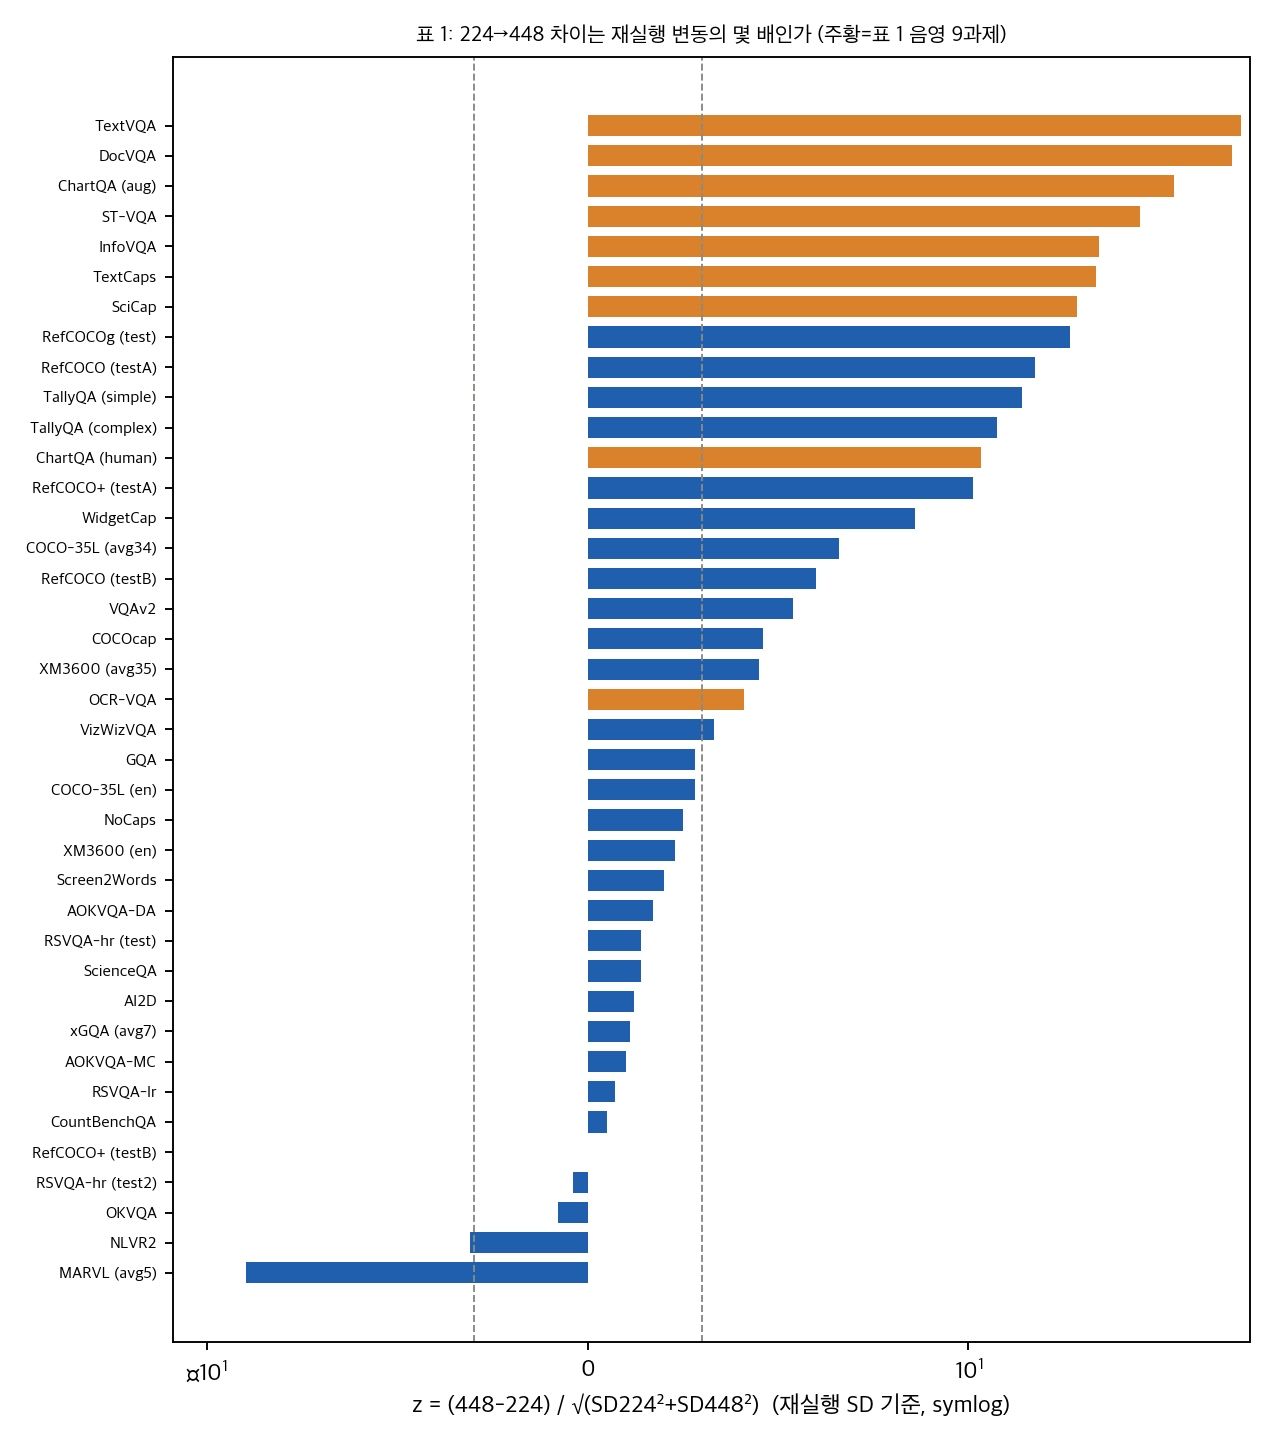 표 1: 224→448 차이는 재실행 변동의 몇 배인가 (주황=표 1 음영 9과제)
TextVQA
DocVQA
ChartQA (aug)
ST-VQA
InfoVQA
TextCaps
SciCap
RefCOCOg (test)
RefCOCO (testA)
TallyQA (simple)
TallyQA (complex)
ChartQA (human)
RefCOCO+ (testA)
WidgetCap
COCO-35L (avg34)
RefCOCO (testB)
VQAv2
COCOcap
XM3600 (avg35)
OCR-VQA
VizWizVQA
GQA
COCO-35L (en)
NoCaps
XM3600 (en)
Screen2Words
AOKVQA-DA
RSVQA-hr (test)
ScienceQA
AI2D
xGQA (avg7)
AOKVQA-MC
RSVQA-lr
CountBenchQA
RefCOCO+ (testB)
RSVQA-hr (test2)
OKVQA
NLVR2
MARVL (avg5)
¤10¹ 0 10¹
z = (448-224) / √(SD224²+SD448²) (재실행 SD 기준, symlog)